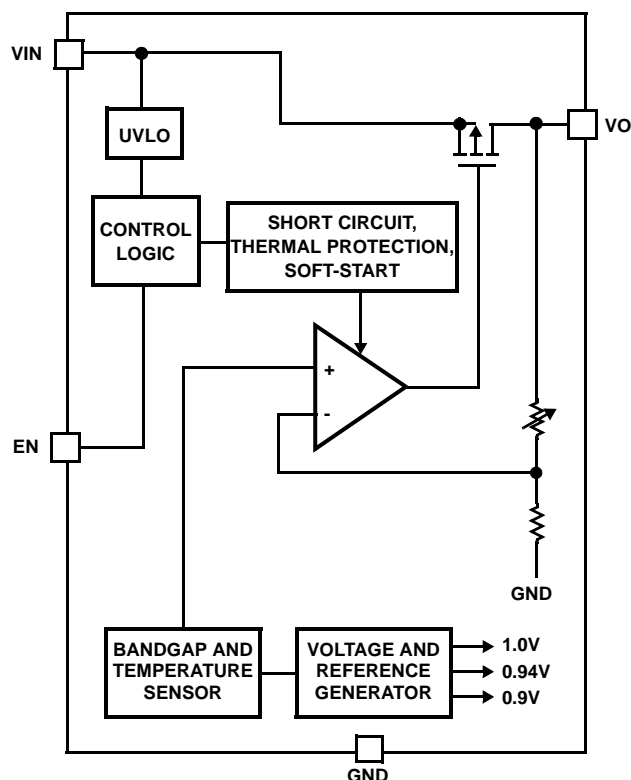 VIN
UVLO
VO
CONTROL
LOGIC
SHORT CIRCUIT,
THERMAL PROTECTION,
SOFT-START
+
-
EN
GND
BANDGAP AND
TEMPERATURE
SENSOR
VOLTAGE AND
REFERENCE
GENERATOR
1.0V
0.94V
0.9V
GND